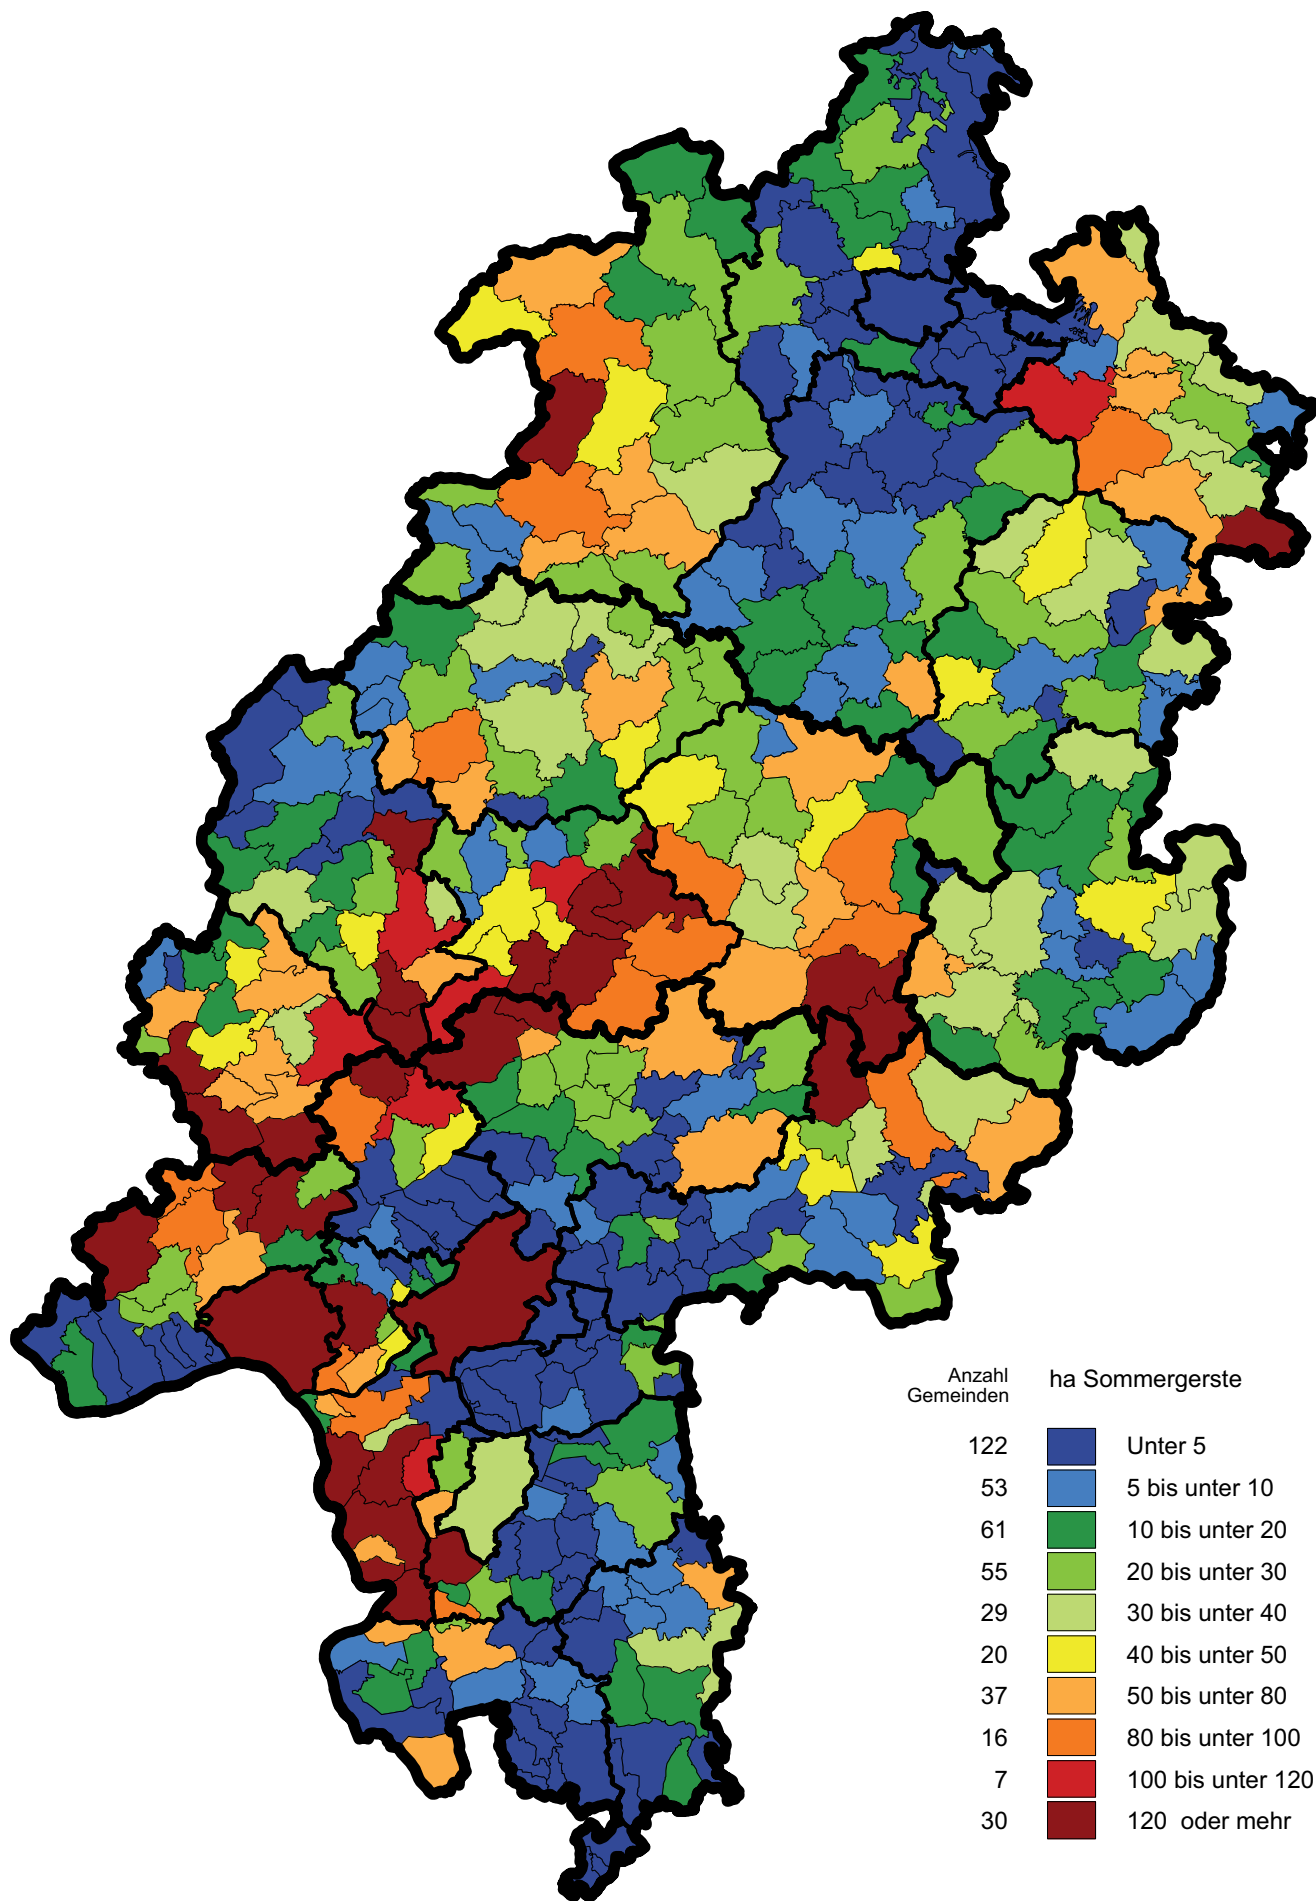 Anzahl
Gemeinden
ha Sommergerste
122 Unter 5
53 5 bis unter 10
61 10 bis unter 20
55 20 bis unter 30
29 30 bis unter 40
20 40 bis unter 50
37 50 bis unter 80
16 80 bis unter 100
7 100 bis unter 120
30 120 oder mehr